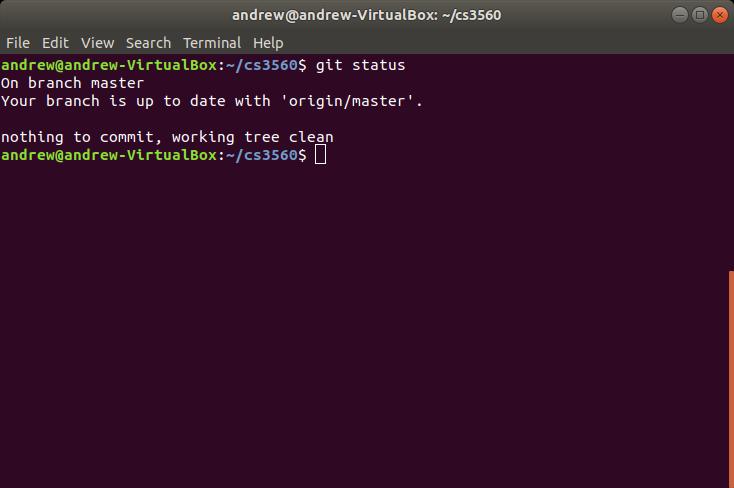 andrew@andrew-VirtualBox: ~/cs3560
File Edit View Search Terminal Help
andrew@andrew-VirtualBox:~/cs3560$ git status
On branch master
Your branch is up to date with 'origin/master'.
nothing to commit, working tree clean
andrew@andrew-VirtualBox:~/cs3560$